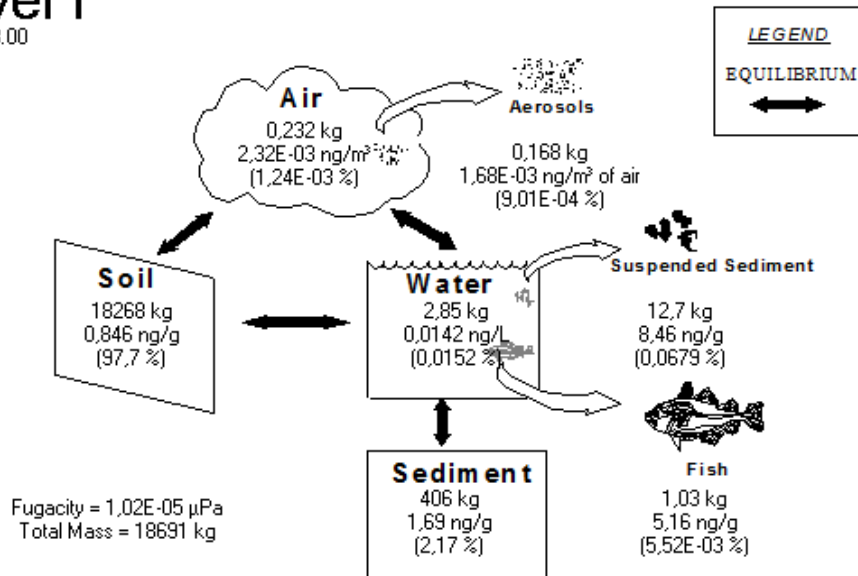 LEGEND
EQUILIBRIUM
Air
0,232 kg
2,32E-03 ng/m³
(1,24E-03 %)
Aerosols
0,168 kg
1,68E-03 ng/m³ of air
(9,01E-04 %)
Soil
18268 kg
0,846 ng/g
(97,7 %)
Water
2,85 kg
0,0142 ng/L
(0,0152 %)
Suspended Sediment
12,7 kg
8,46 ng/g
(0,0679 %)
Sediment
406 kg
1,69 ng/g
(2,17 %)
Fish
1,03 kg
5,16 ng/g
(5,52E-03 %)
Fugacity = 1,02E-05 µPa
Total Mass = 18691 kg